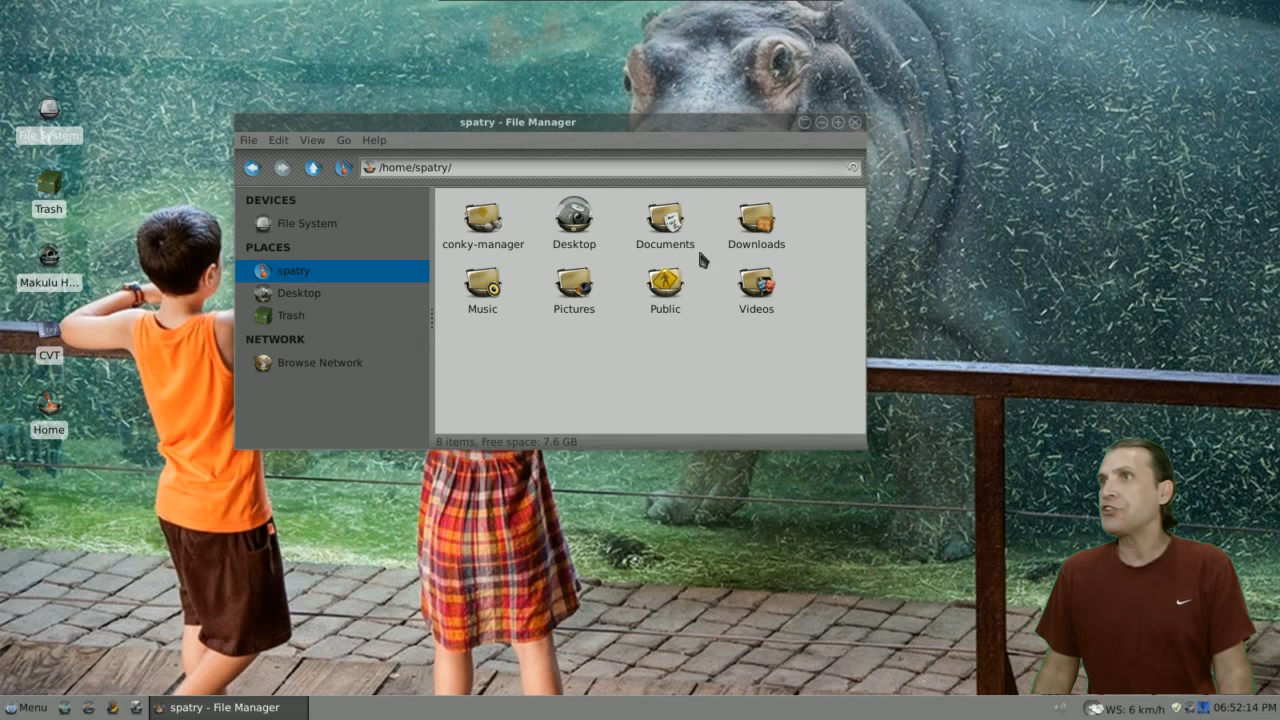 File System
Trash
Makulu H...
CVT
Home
spatry - File Manager
File Edit View Go Help
/home/spatry/
DEVICES
File System
PLACES
spatry
Desktop
Trash
NETWORK
Browse Network
conky-manager Desktop Documents Downloads
Music Pictures Public Videos
8 items, Free space: 7.6 GB
Menu spatry - File Manager WS: 6 km/h 06:52:14 PM